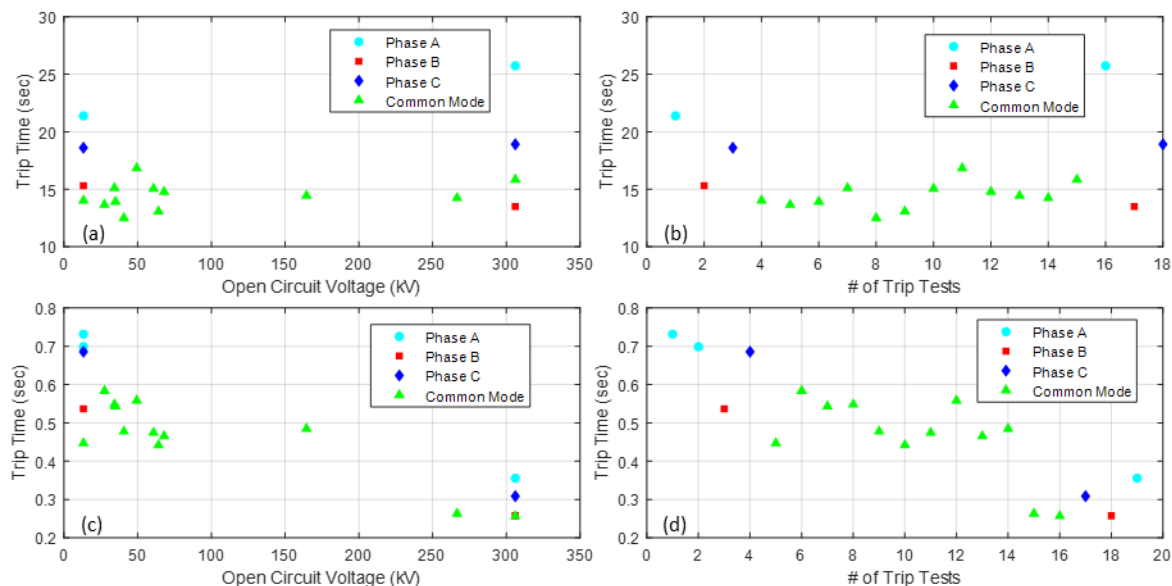 30
25
20
15
10
Trip Time (sec)
Phase A
Phase B
Phase C
Common Mode
(a)
0 50 100 150 200 250 300 350
Open Circuit Voltage (kV)
30
25
20
15
10
Trip Time (sec)
Phase A
Phase B
Phase C
Common Mode
(b)
0 2 4 6 8 10 12 14 16 18
# of Trip Tests
0.8
0.7
0.6
0.5
0.4
0.3
0.2
Trip Time (sec)
Phase A
Phase B
Phase C
Common Mode
(c)
0 50 100 150 200 250 300 350
Open Circuit Voltage (kV)
0.8
0.7
0.6
0.5
0.4
0.3
0.2
Trip Time (sec)
Phase A
Phase B
Phase C
Common Mode
(d)
0 2 4 6 8 10 12 14 16 18 20
# of Trip Tests